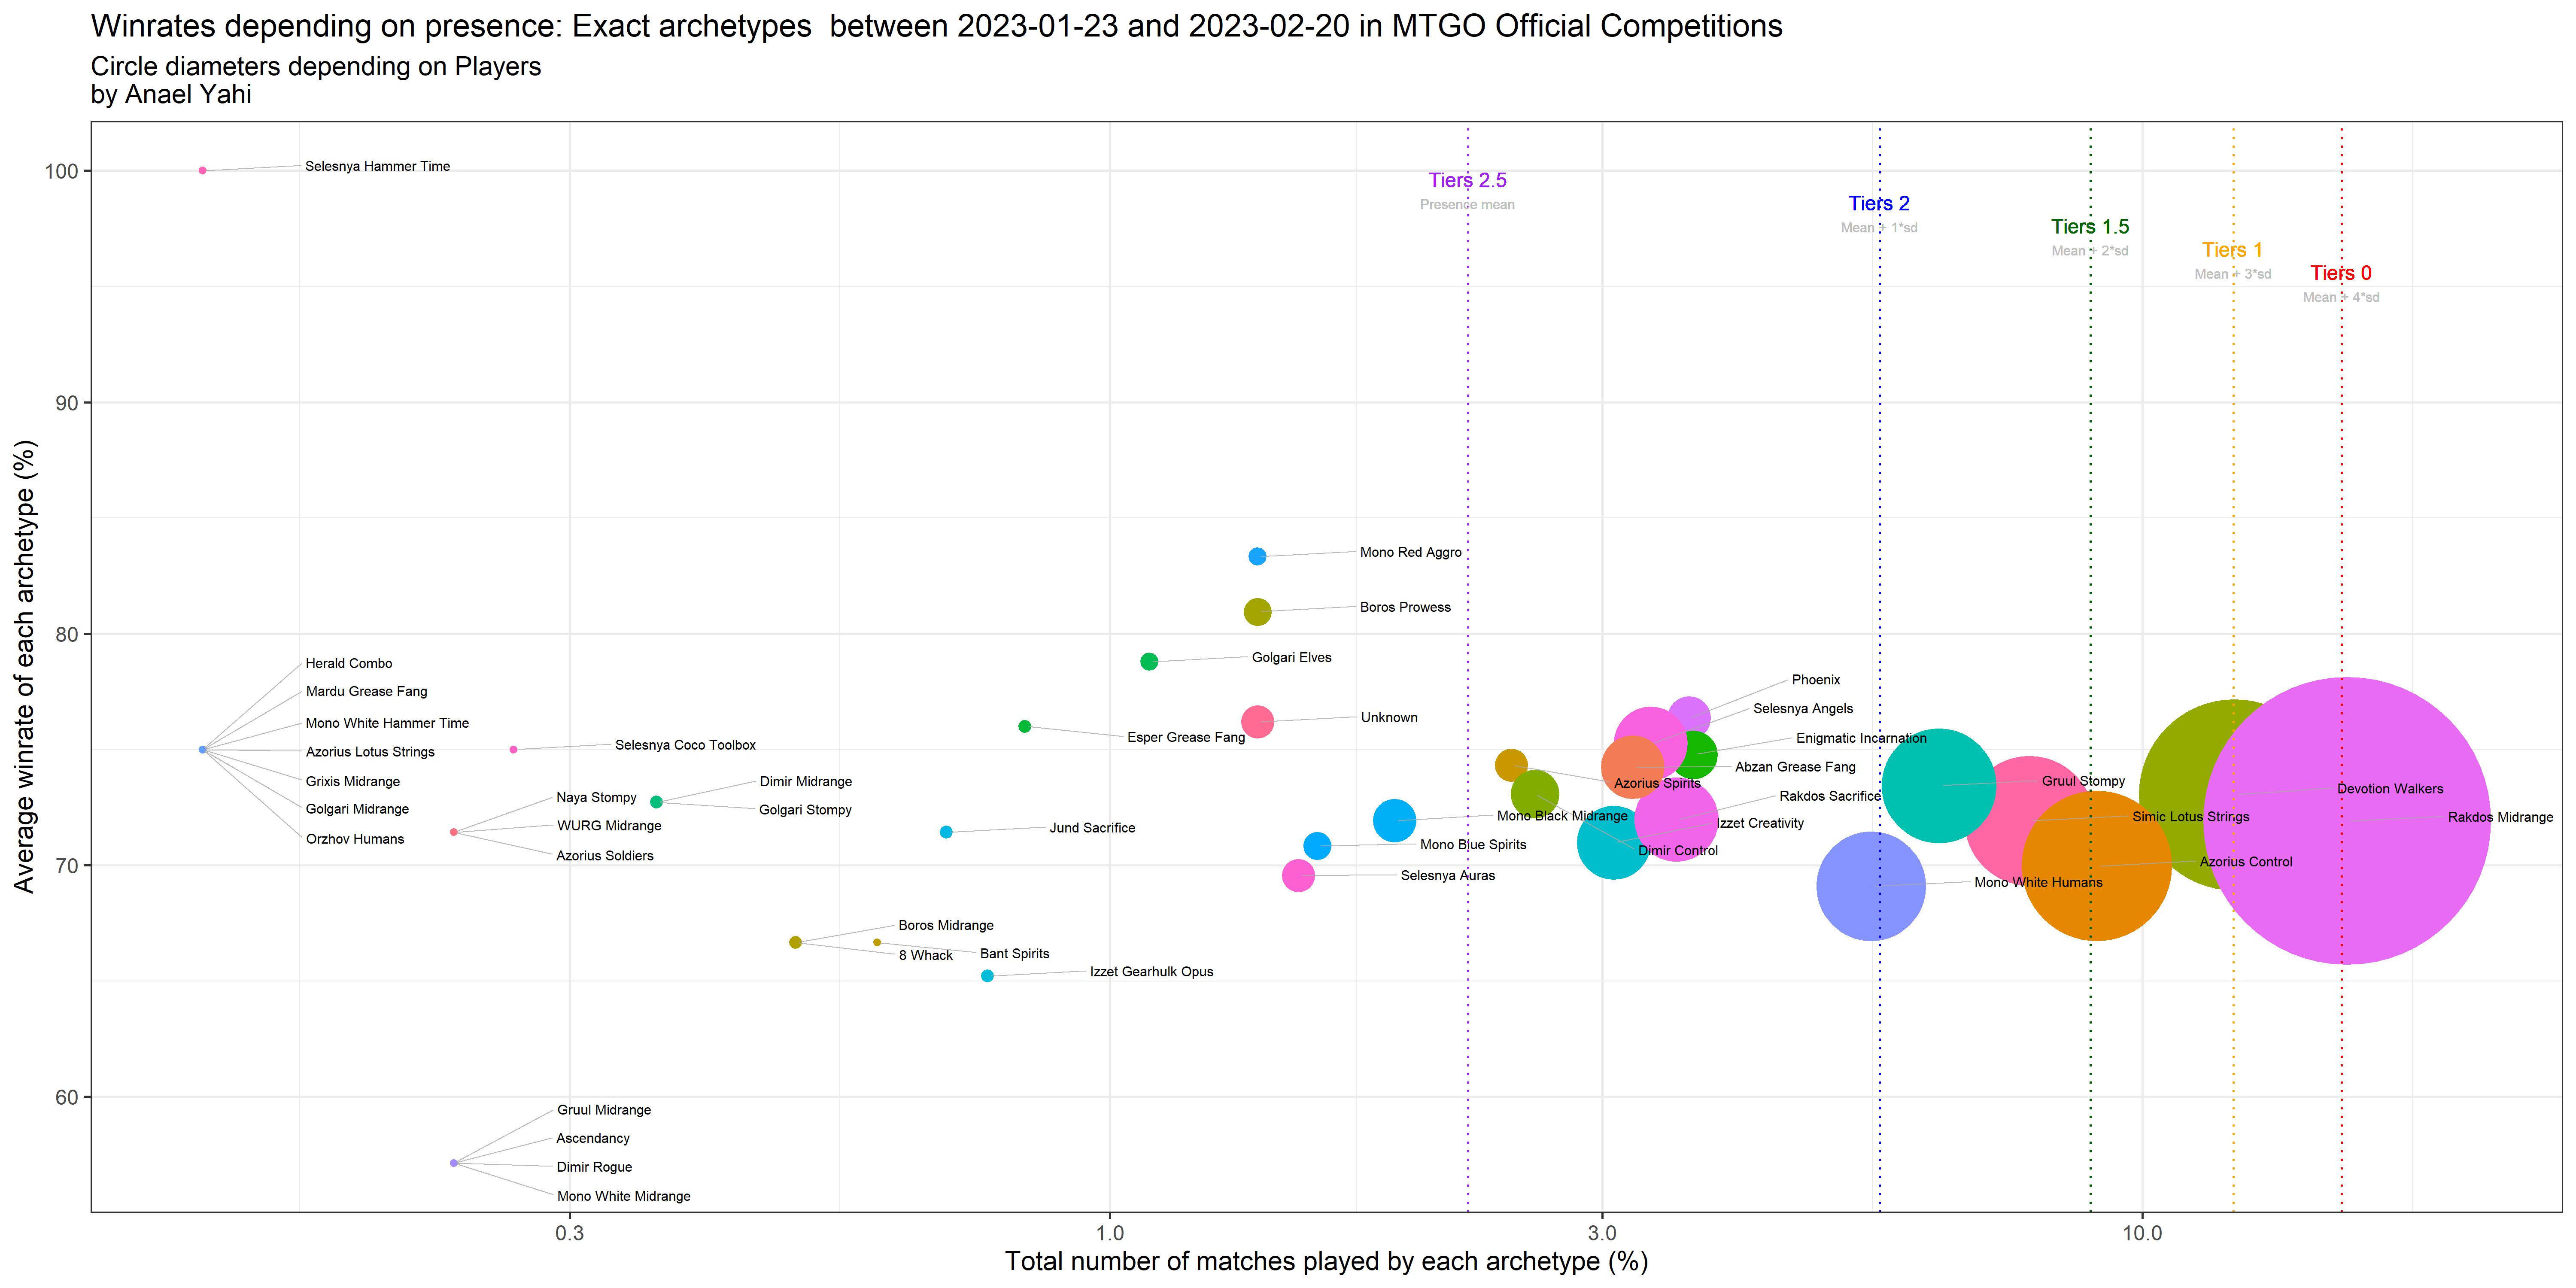 Winrates depending on presence: Exact archetypes  between 2023-01-23 and 2023-02-20 in MTGO Official Competitions
Circle diameters depending on Players
by Anael Yahi
Average winrate of each archetype (%)
100
90
80
70
60
Selesnya Hammer Time
Tiers 2.5
Presence mean
Tiers 2
Mean + 1*sd
Tiers 1.5
Mean + 2*sd
Tiers 1
Mean + 3*sd
Tiers 0
Mean + 4*sd
Mono Red Aggro
Boros Prowess
Golgari Elves
Herald Combo
Mardu Grease Fang
Mono White Hammer Time
Azorius Lotus Strings
Grixis Midrange
Golgari Midrange
Orzhov Humans
Selesnya Coco Toolbox
Naya Stompy
WURG Midrange
Azorius Soldiers
Dimir Midrange
Golgari Stompy
Unknown
Esper Grease Fang
Jund Sacrifice
Phoenix
Selesnya Angels
Enigmatic Incarnation
Abzan Grease Fang
Azorius Spirits
Rakdos Sacrifice
Izzet Creativity
Dimir Control
Mono Black Midrange
Mono Blue Spirits
Selesnya Auras
Gruul Stompy
Devotion Walkers
Simic Lotus Strings
Rakdos Midrange
Azorius Control
Mono White Humans
Boros Midrange
8 Whack
Bant Spirits
Izzet Gearhulk Opus
Gruul Midrange
Ascendancy
Dimir Rogue
Mono White Midrange
0.3
1.0
3.0
10.0
Total number of matches played by each archetype (%)